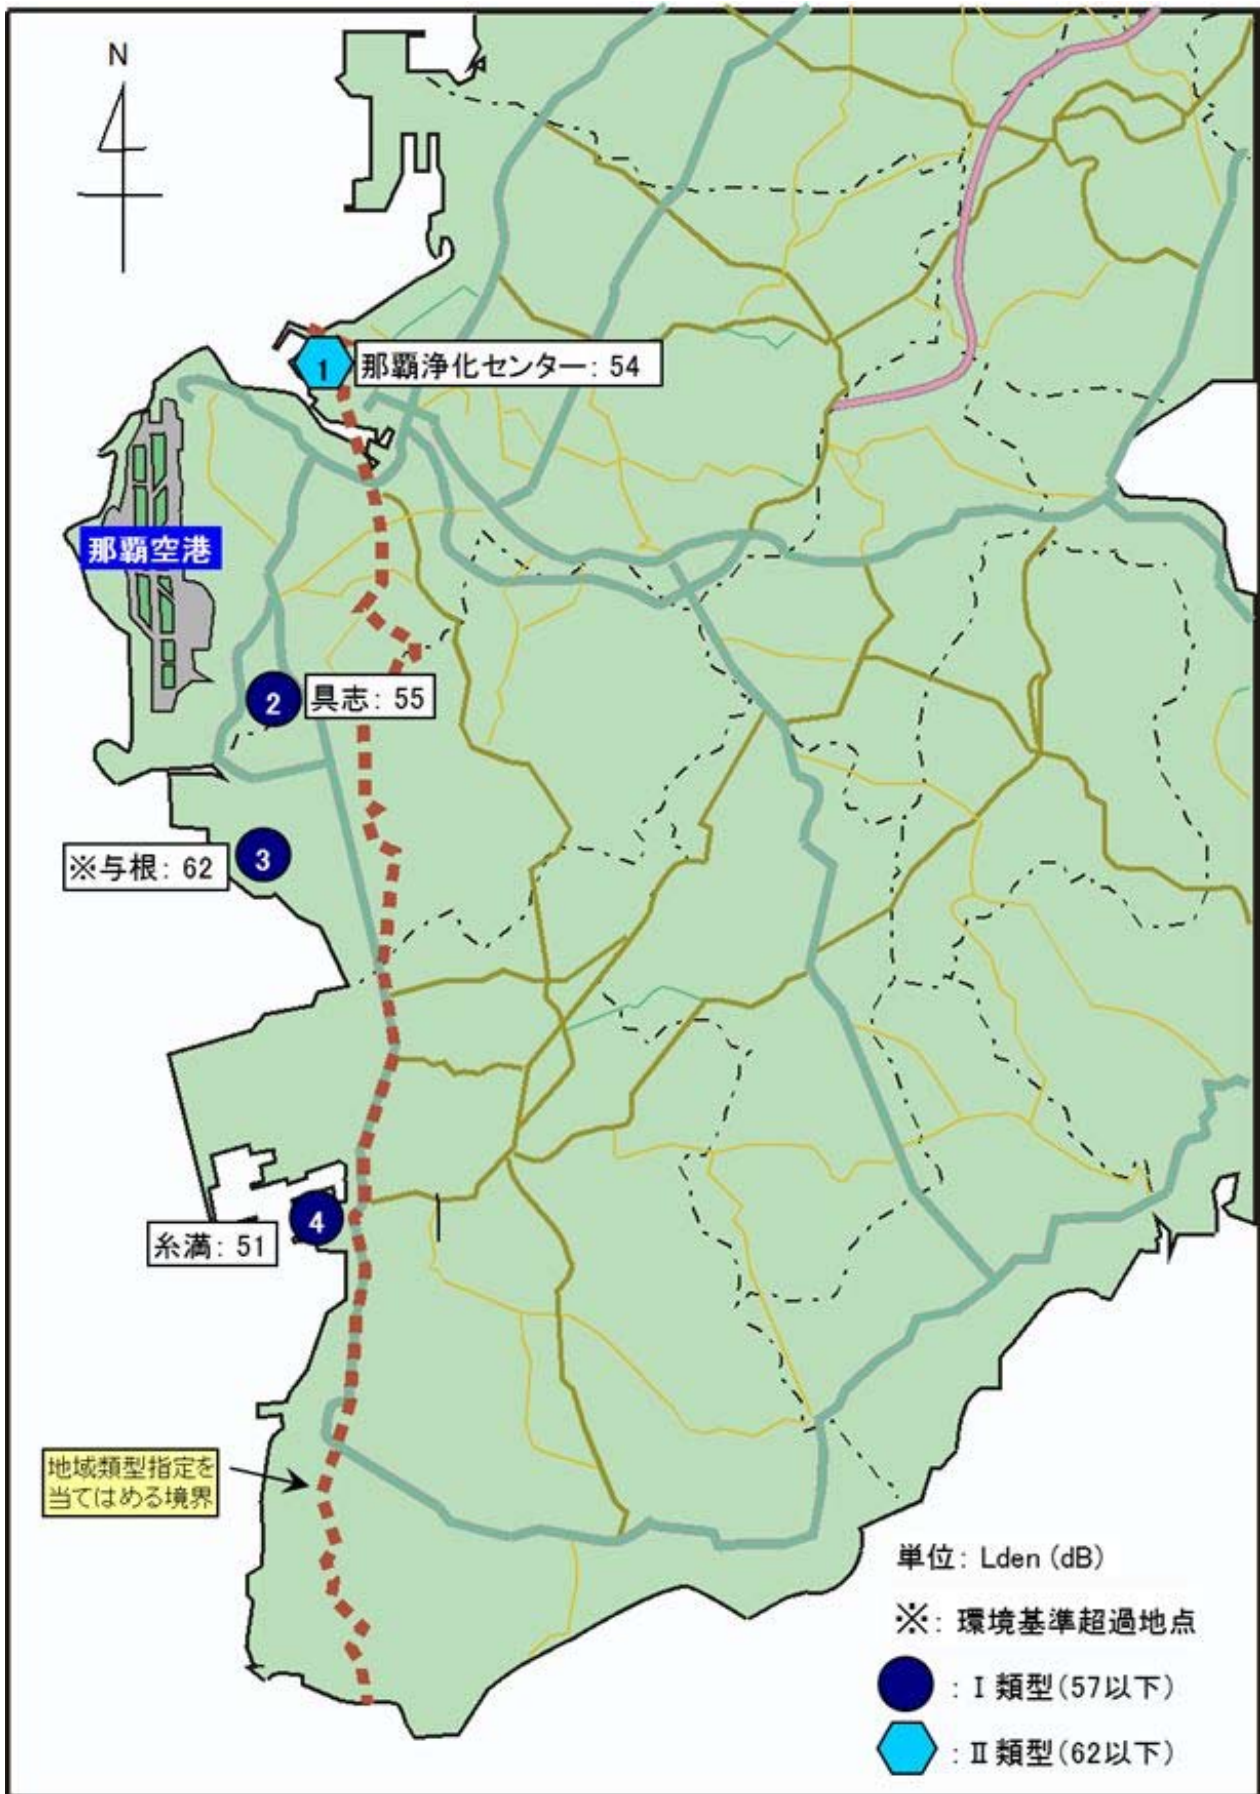 N
1
那覇浄化センター: 54
那覇空港
2
具志: 55
3
※与根: 62
4
糸満: 51
地域類型指定を
当てはめる境界
単位: Lden (dB)
※: 環境基準超過地点
: Ⅰ 類型(57以下)
: Ⅱ 類型(62以下)